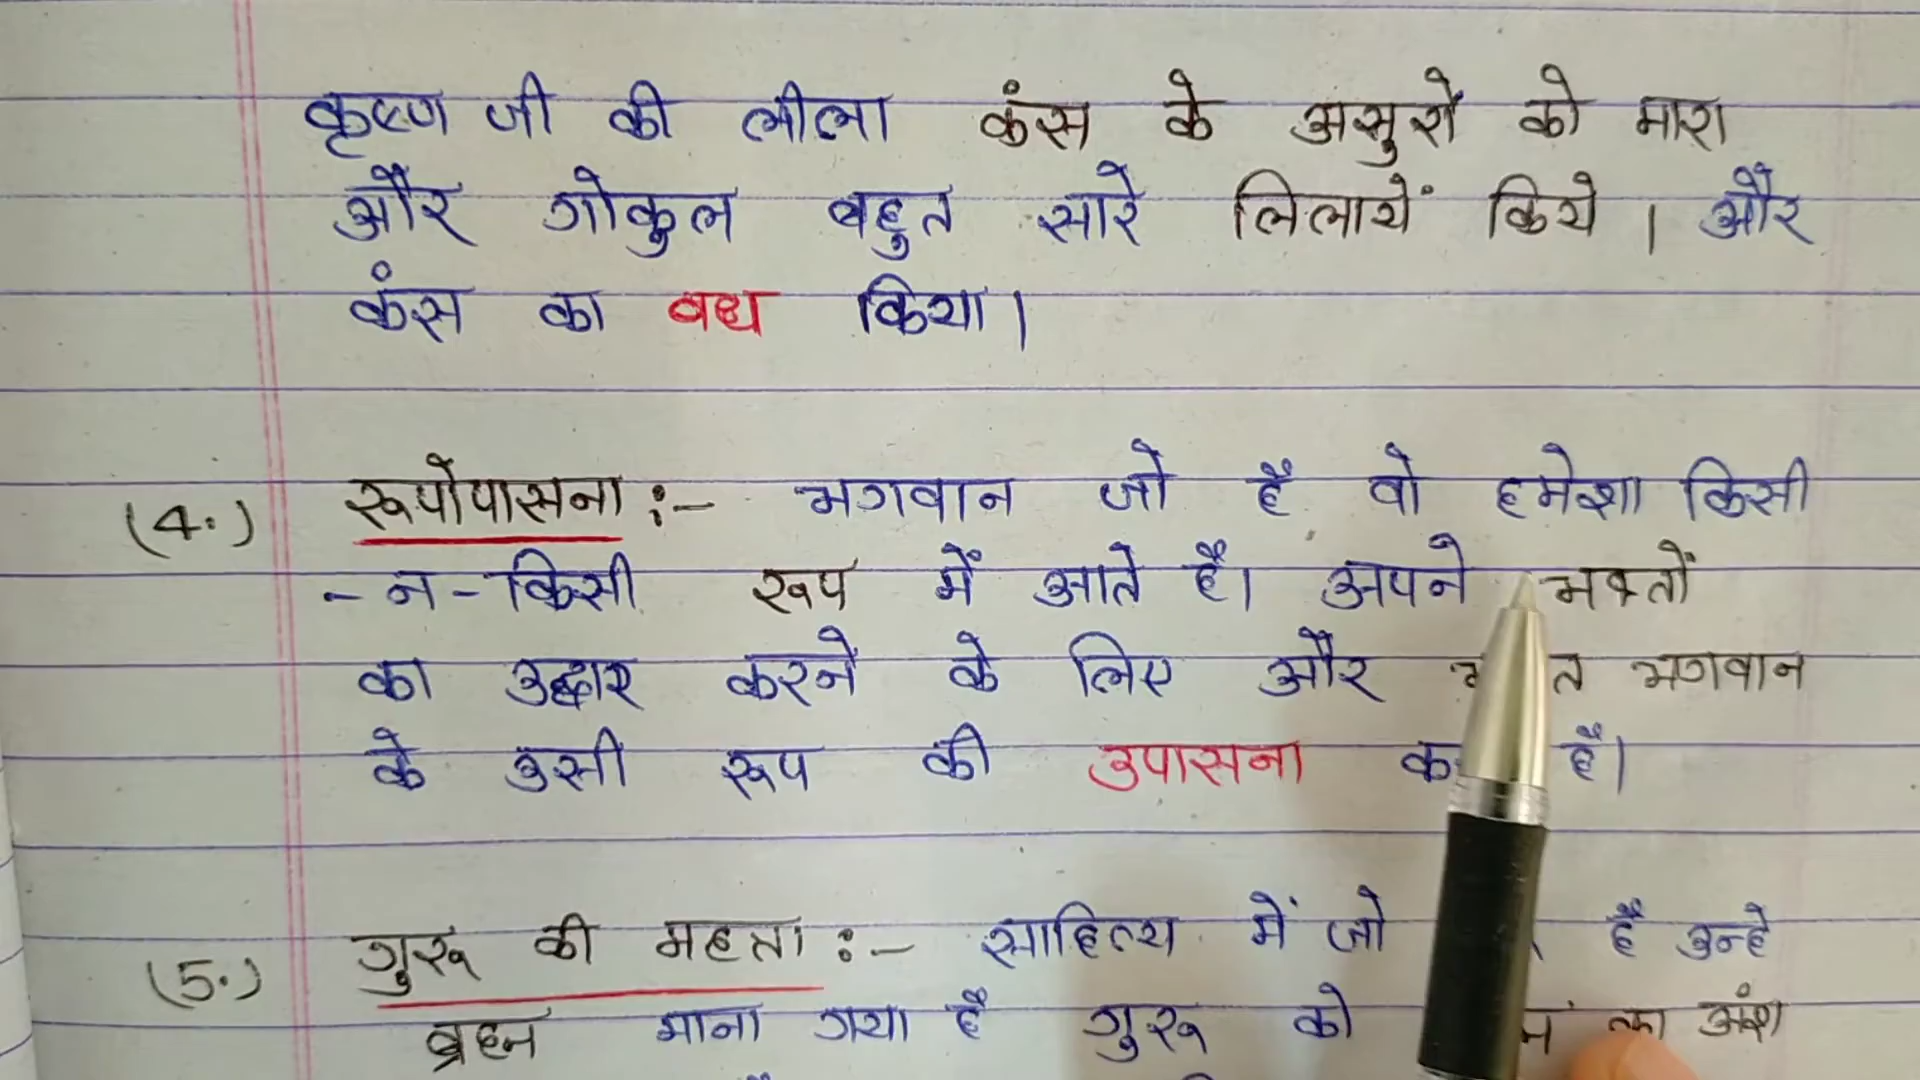 कृष्ण जी की लीला कंस के असुरों को मारा
और गोकुल बहुत सारे लिलायें किये । और
कंस का वध किया।
(4.) रूपोपासना :- भगवान जो है वो हमेशा किसी
- न - किसी रूप में आते है। अपने भक्तों
का उद्धार करने के लिए और भगवान
के उसी रूप की उपासना है।
(5.) गुरू की महता :- साहित्य में जो हैं उन्हे
ब्रह्म माना गया है गुरू को का अंश